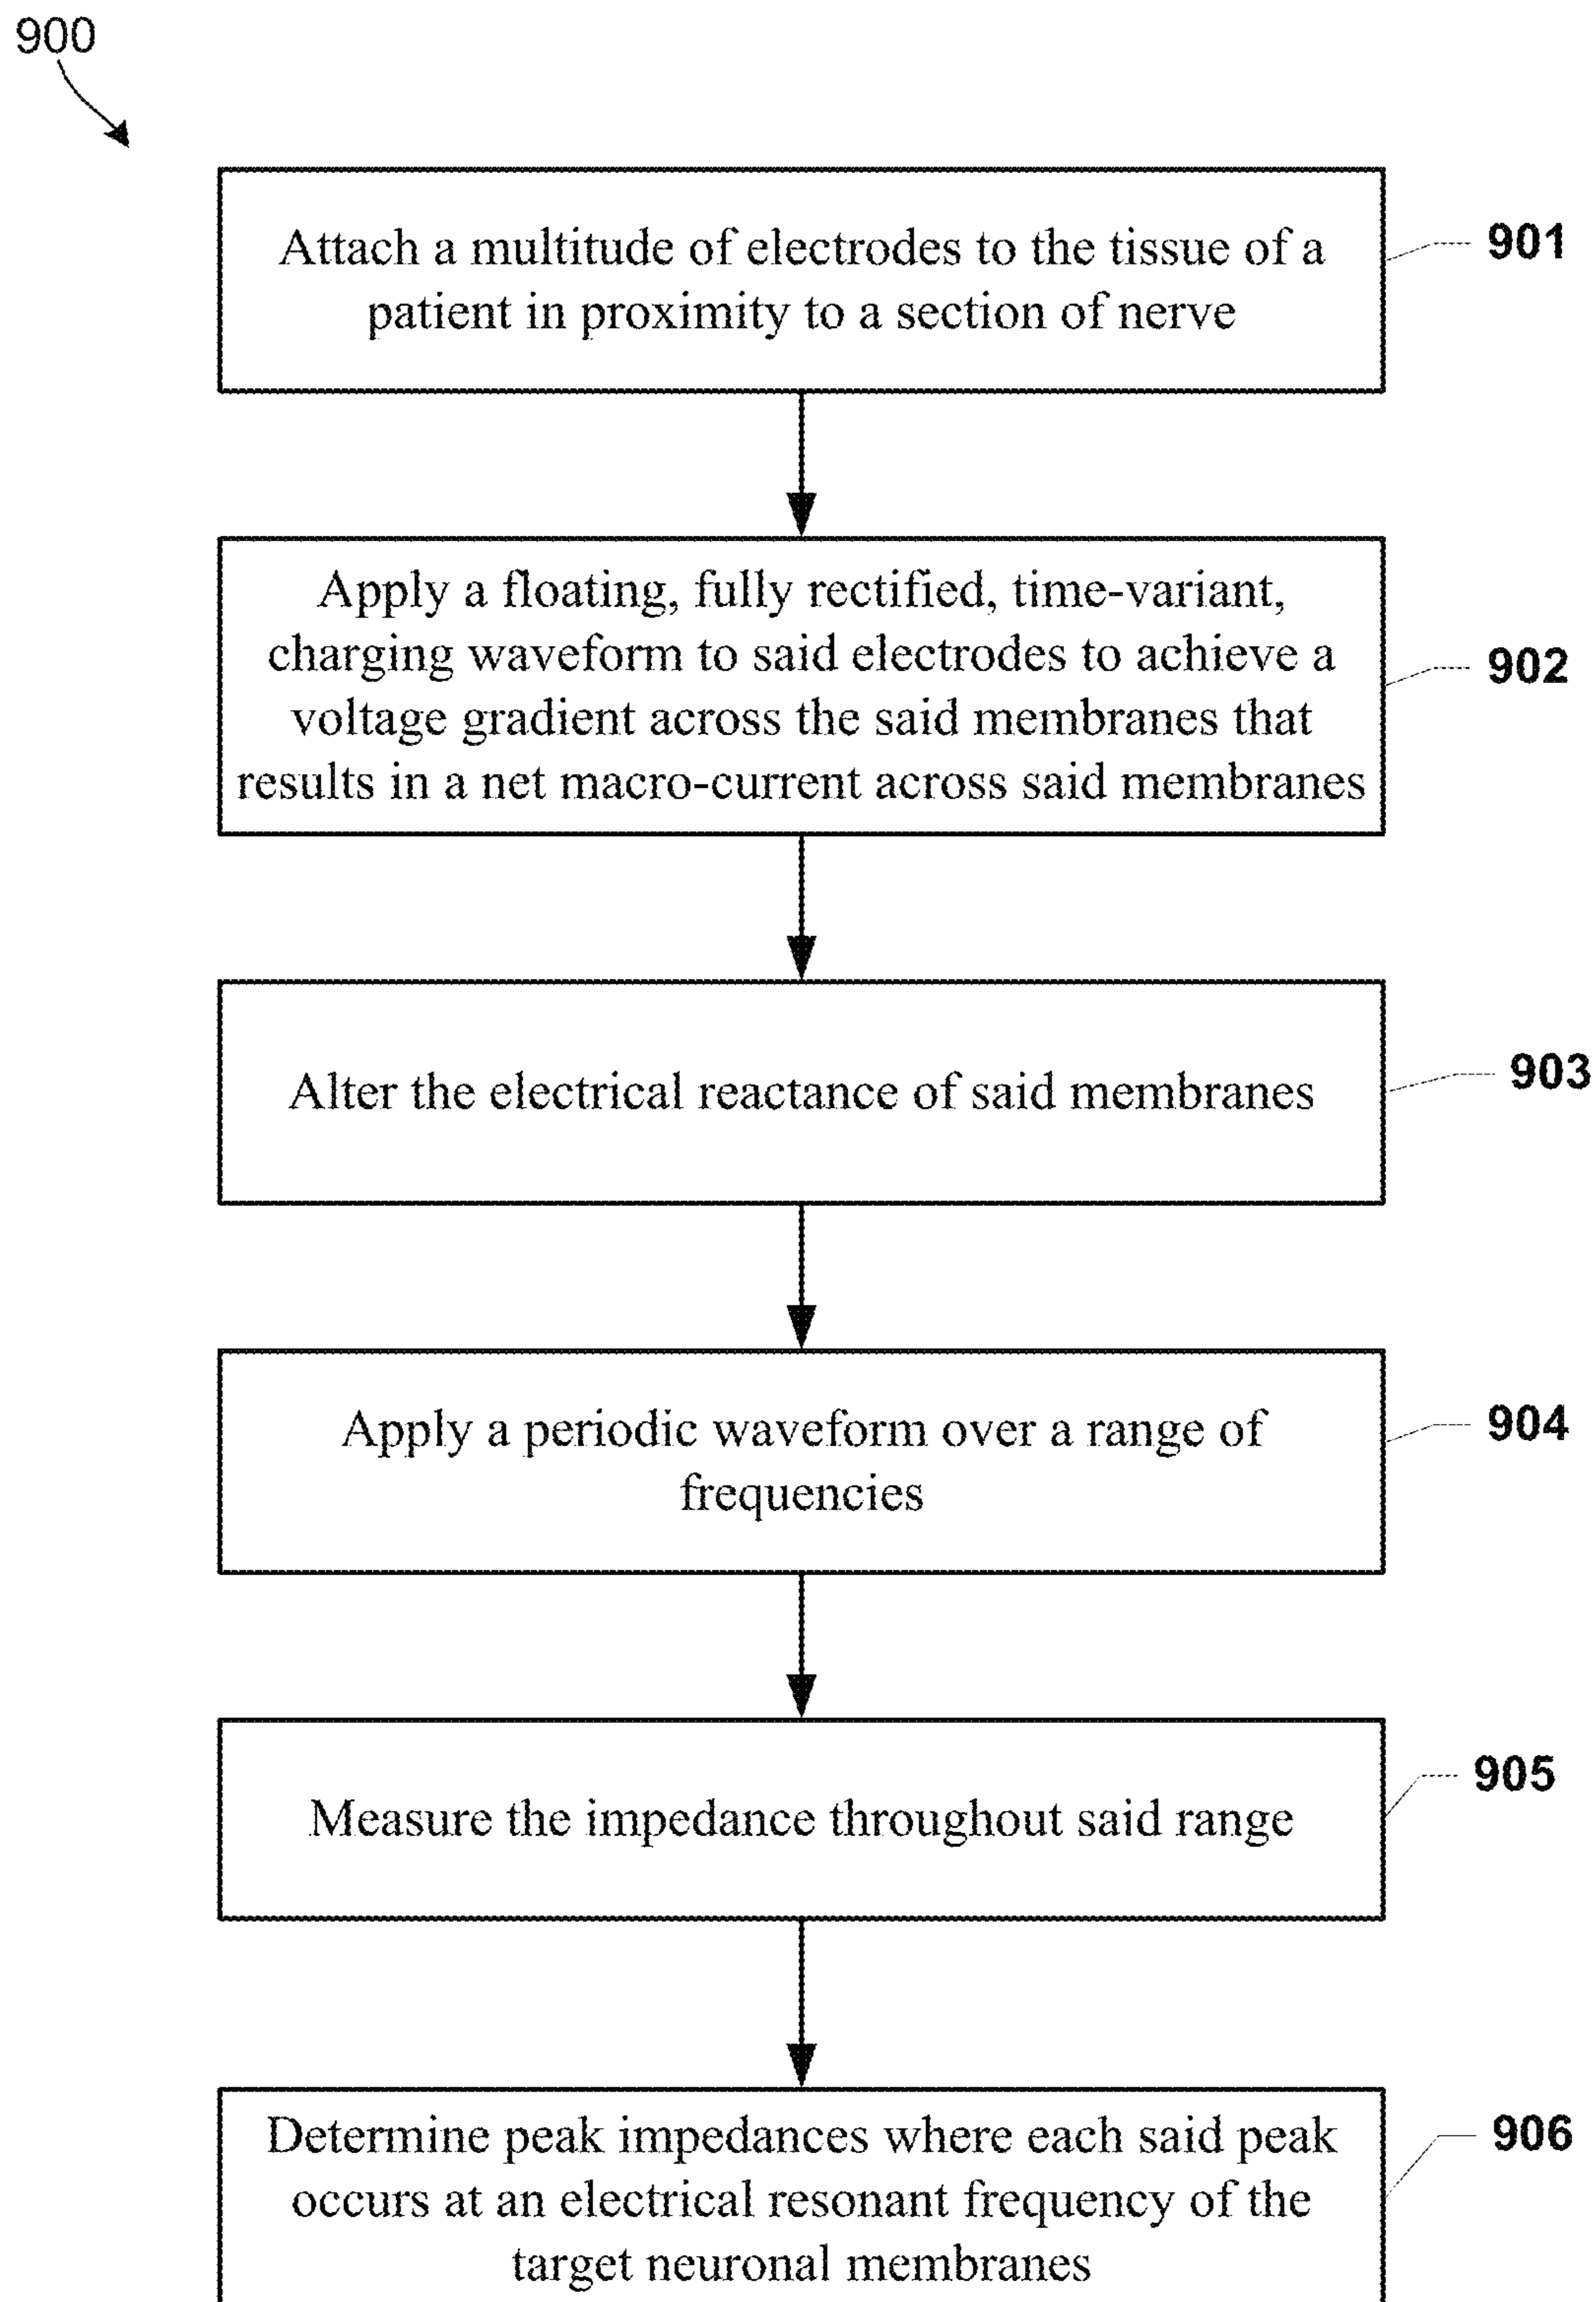 900
Attach a multitude of electrodes to the tissue of a
patient in proximity to a section of nerve
901
Apply a floating, fully rectified, time-variant,
charging waveform to said electrodes to achieve a
voltage gradient across the said membranes that
results in a net macro-current across said membranes
902
Alter the electrical reactance of said membranes
903
Apply a periodic waveform over a range of
frequencies
904
Measure the impedance throughout said range
905
Determine peak impedances where each said peak
occurs at an electrical resonant frequency of the
target neuronal membranes
906